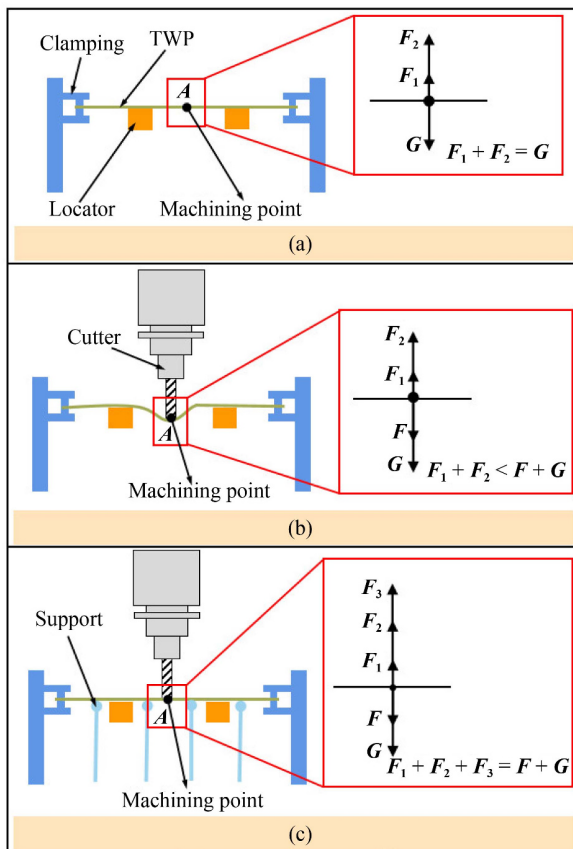 Clamping
TWP
A
Locator
Machining point
F₂
F₁
G
F₁ + F₂ = G
(a)
Cutter
A
Machining point
F₂
F₁
F
G
F₁ + F₂ < F + G
(b)
Support
A
Machining point
F₃
F₂
F₁
F
G
F₁ + F₂ + F₃ = F + G
(c)